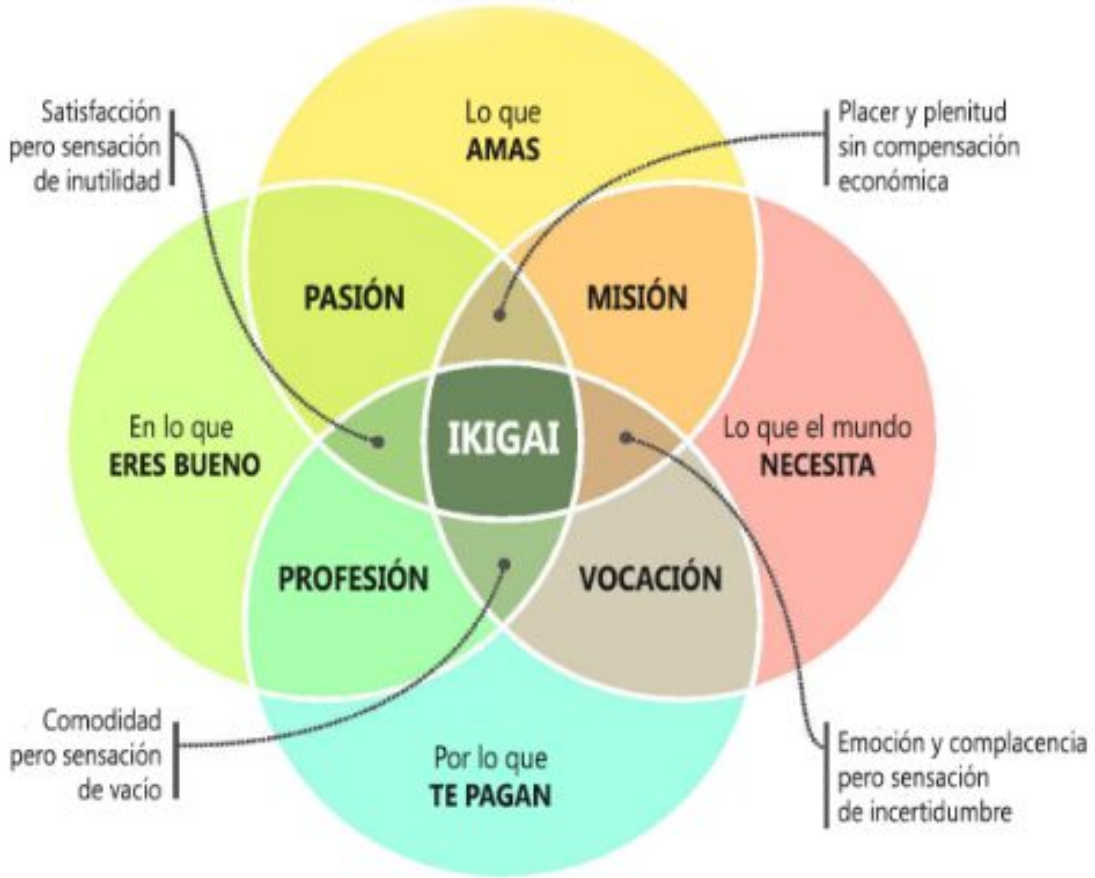 Satisfacción
pero sensación
de inutilidad
Lo que
AMAS
Placer y plenitud
sin compensación
económica
PASIÓN
MISIÓN
En lo que
ERES BUENO
IKIGAI
Lo que el mundo
NECESITA
PROFESIÓN
VOCACIÓN
Comodidad
pero sensación
de vacío
Por lo que
TE PAGAN
Emoción y complacencia
pero sensación
de incertidumbre